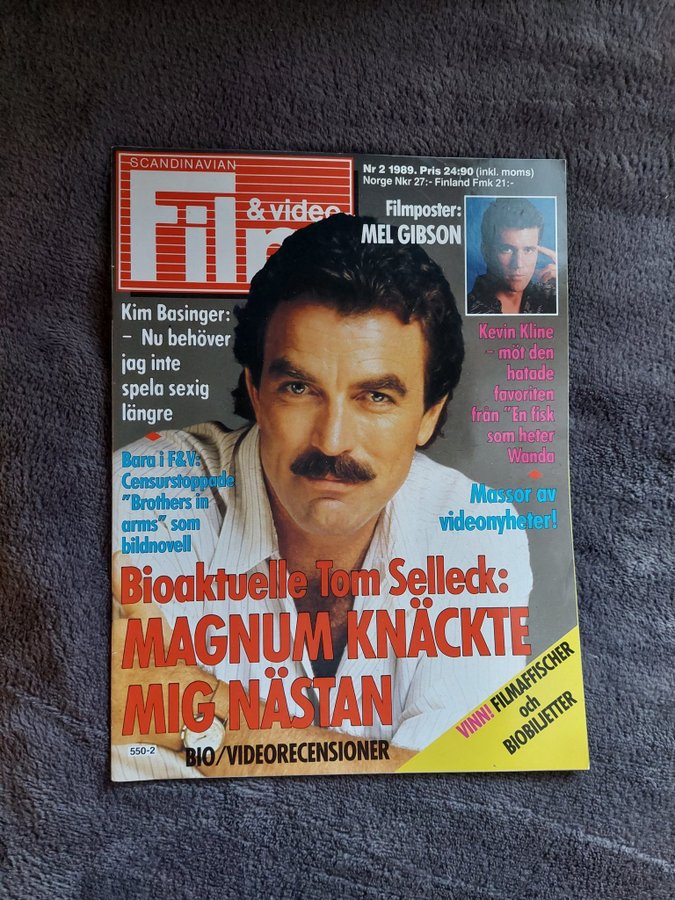 SCANDINAVIAN
Film
& video
Nr 2 1989. Pris 24:90 (inkl. moms)
Norge Nkr 27:- Finland Fmk 21:-
Filmposter:
MEL GIBSON
Kim Basinger:
- Nu behöver
jag inte
spela sexig
längre
Kevin Kline
- möt den
hatade
favoriten
från "En fisk
som heter
Wanda
Bara i F&V:
Censurstoppade
"Brothers in
arms" som
bildnovell
Massor av
videonyheter!
Bioaktuelle Tom Selleck:
MAGNUM KNÄCKTE
MIG NÄSTAN
VINN! FILMAFFISCHER
och
BIOBILJETTER
550-2
BIO/VIDEORECENSIONER